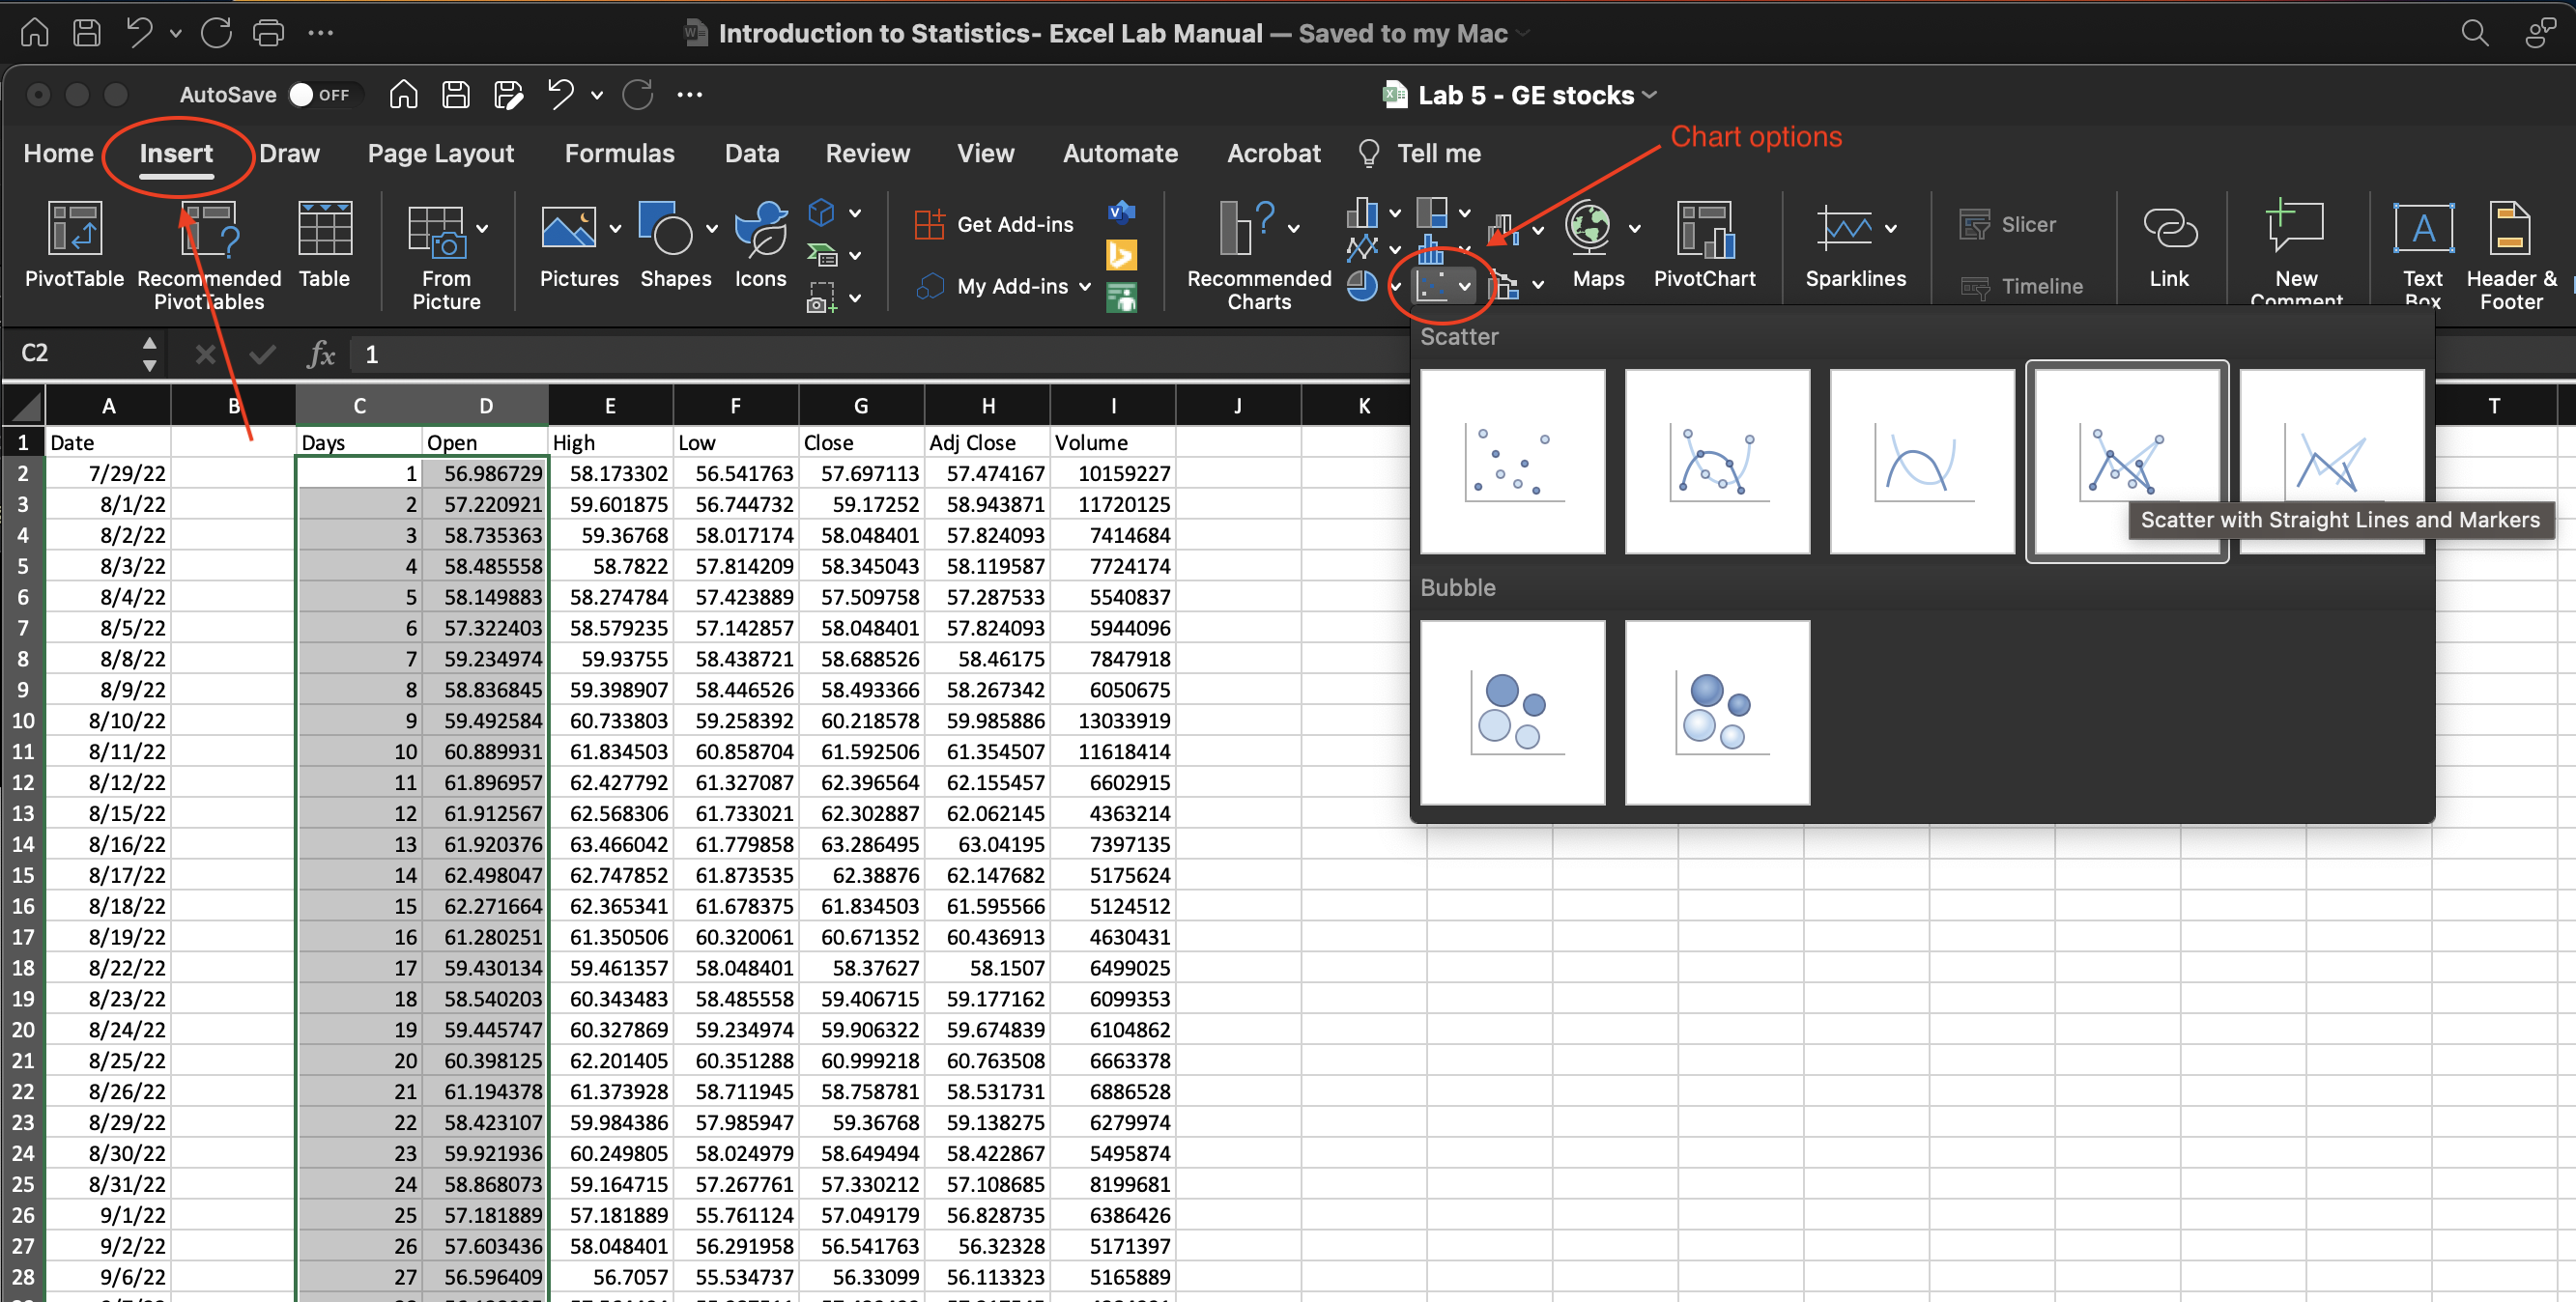 Introduction to Statistics- Excel Lab Manual — Saved to my Mac
AutoSave OFF
Lab 5 - GE stocks
Chart options
Home Insert Draw Page Layout Formulas Data Review View Automate Acrobat Tell me
PivotTable
Recommended
PivotTables
Table
From
Picture
Pictures
Shapes
Icons
Get Add-ins
My Add-ins
Recommended
Charts
Maps
PivotChart
Sparklines
Slicer
Timeline
Link
New
Comment
Text
Box
Header &
Footer
C2 fx 1
Scatter
Scatter with Straight Lines and Markers
Bubble
A B C D E F G H I J K T
1 Date Days Open High Low Close Adj Close Volume
2 7/29/22 1 56.986729 58.173302 56.541763 57.697113 57.474167 10159227
3 8/1/22 2 57.220921 59.601875 56.744732 59.17252 58.943871 11720125
4 8/2/22 3 58.735363 59.36768 58.017174 58.048401 57.824093 7414684
5 8/3/22 4 58.485558 58.7822 57.814209 58.345043 58.119587 7724174
6 8/4/22 5 58.149883 58.274784 57.423889 57.509758 57.287533 5540837
7 8/5/22 6 57.322403 58.579235 57.142857 58.048401 57.824093 5944096
8 8/8/22 7 59.234974 59.93755 58.438721 58.688526 58.46175 7847918
9 8/9/22 8 58.836845 59.398907 58.446526 58.493366 58.267342 6050675
10 8/10/22 9 59.492584 60.733803 59.258392 60.218578 59.985886 13033919
11 8/11/22 10 60.889931 61.834503 60.858704 61.592506 61.354507 11618414
12 8/12/22 11 61.896957 62.427792 61.327087 62.396564 62.155457 6602915
13 8/15/22 12 61.912567 62.568306 61.733021 62.302887 62.062145 4363214
14 8/16/22 13 61.920376 63.466042 61.779858 63.286495 63.04195 7397135
15 8/17/22 14 62.498047 62.747852 61.873535 62.38876 62.147682 5175624
16 8/18/22 15 62.271664 62.365341 61.678375 61.834503 61.595566 5124512
17 8/19/22 16 61.280251 61.350506 60.320061 60.671352 60.436913 4630431
18 8/22/22 17 59.430134 59.461357 58.048401 58.37627 58.1507 6499025
19 8/23/22 18 58.540203 60.343483 58.485558 59.406715 59.177162 6099353
20 8/24/22 19 59.445747 60.327869 59.234974 59.906322 59.674839 6104862
21 8/25/22 20 60.398125 62.201405 60.351288 60.999218 60.763508 6663378
22 8/26/22 21 61.194378 61.373928 58.711945 58.758781 58.531731 6886528
23 8/29/22 22 58.423107 59.984386 57.985947 59.36768 59.138275 6279974
24 8/30/22 23 59.921936 60.249805 58.024979 58.649494 58.422867 5495874
25 8/31/22 24 58.868073 59.164715 57.267761 57.330212 57.108685 8199681
26 9/1/22 25 57.181889 57.181889 55.761124 57.049179 56.828735 6386426
27 9/2/22 26 57.603436 58.048401 56.291958 56.541763 56.32328 5171397
28 9/6/22 27 56.596409 56.7057 55.534737 56.33099 56.113323 5165889